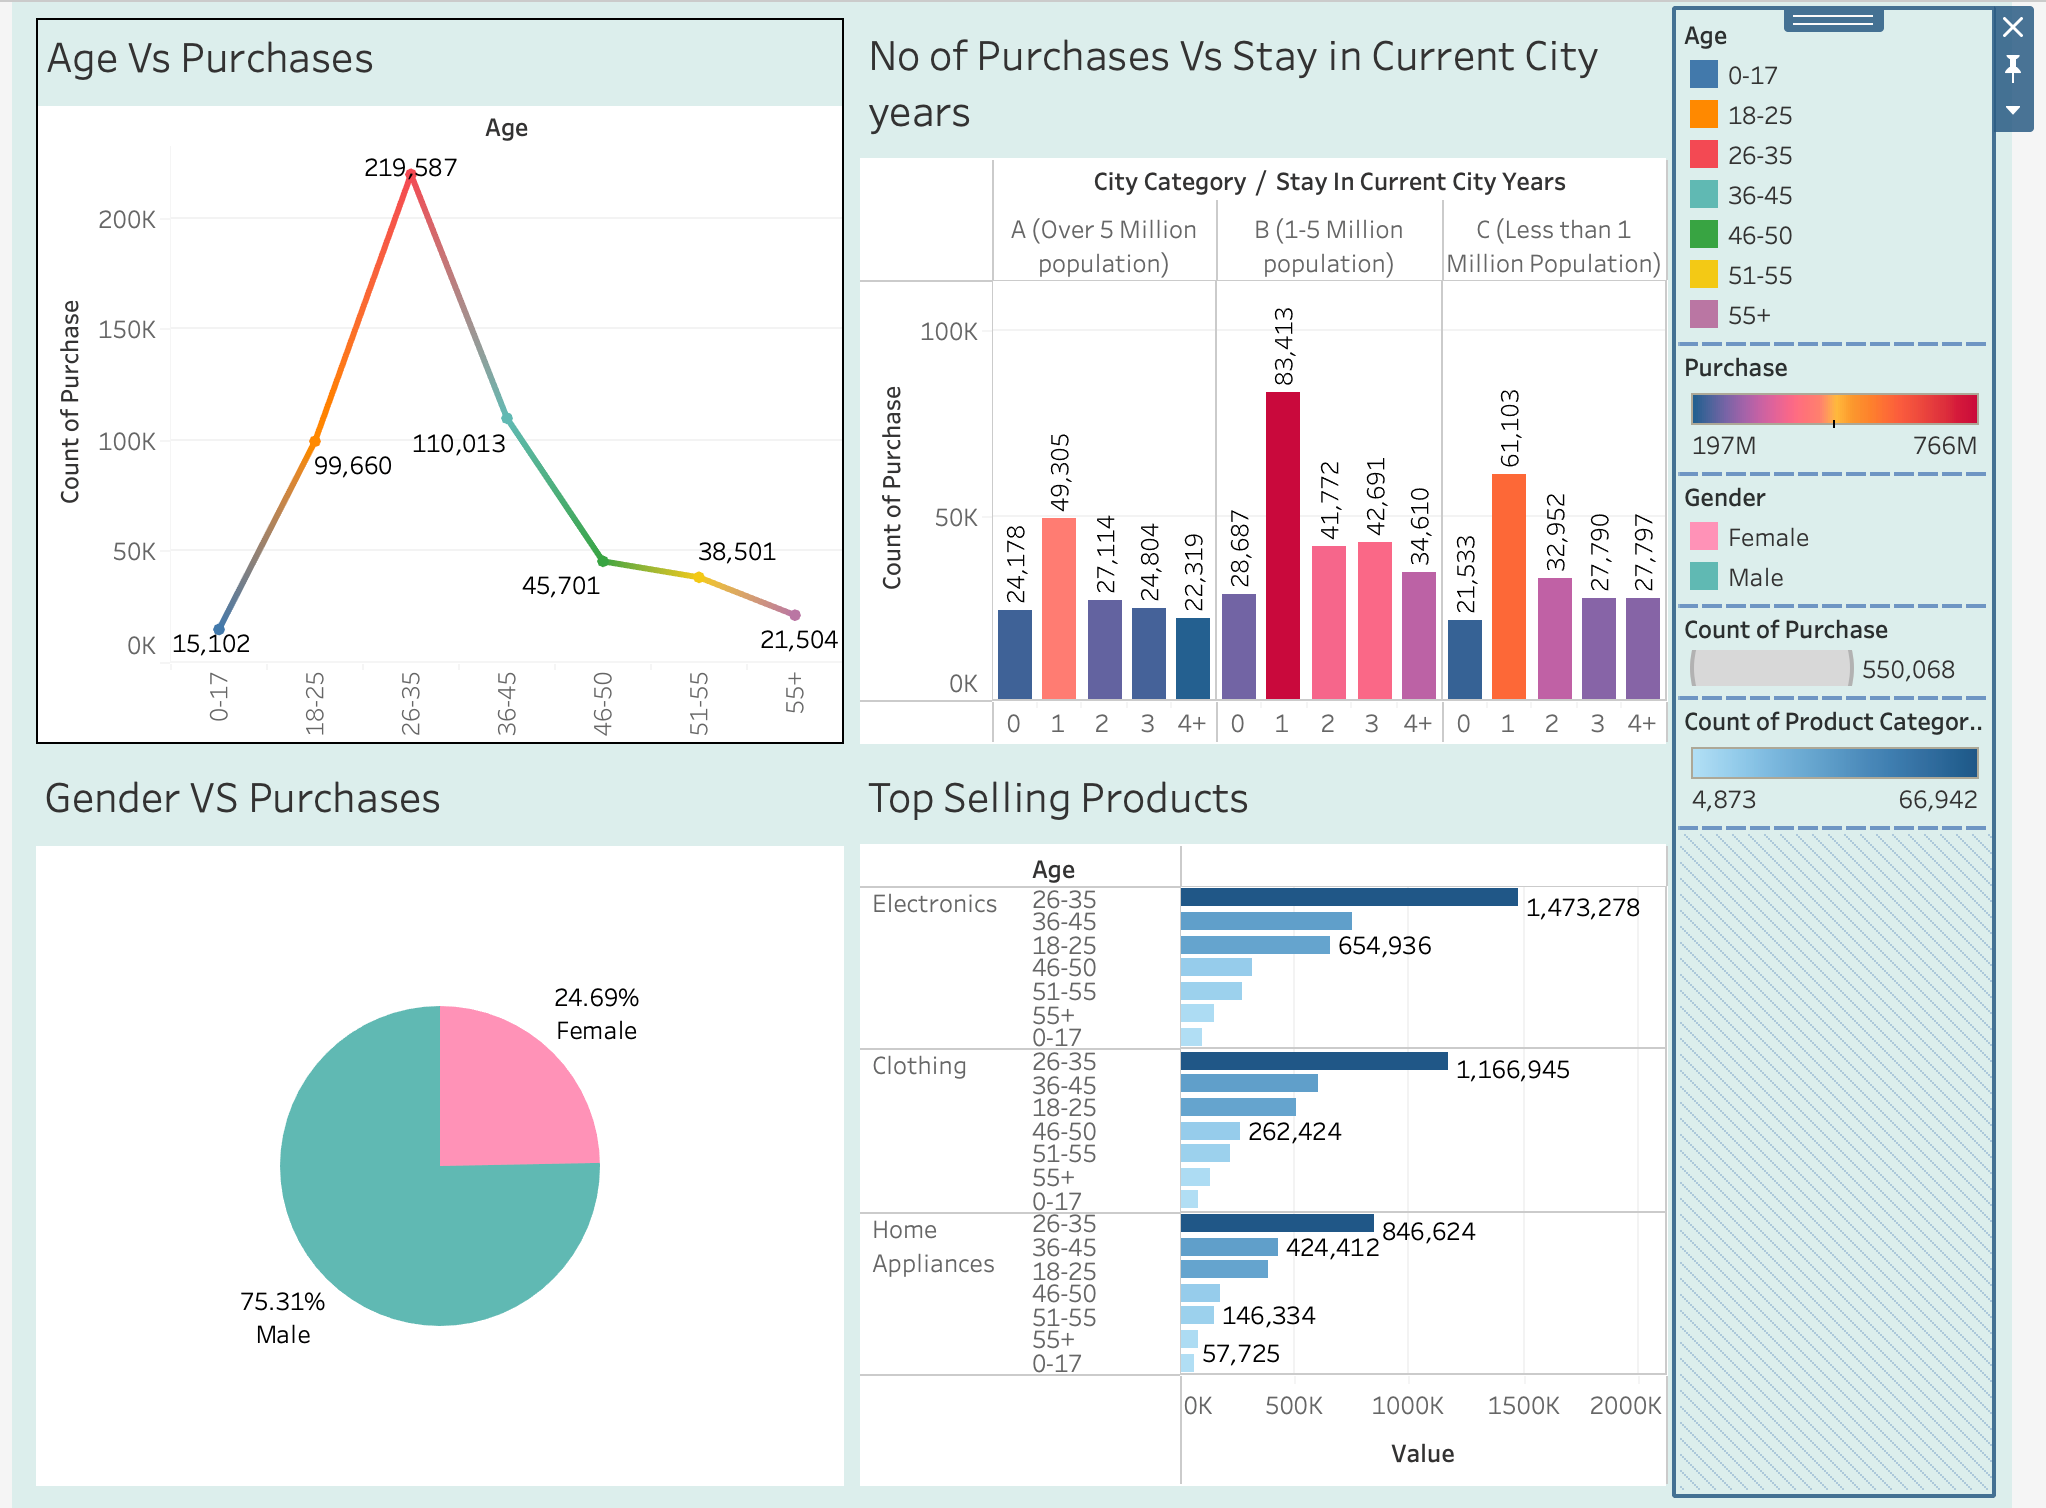 Age Vs Purchases
Age
Count of Purchase
200K
150K
100K
50K
0K
219,587
99,660
110,013
45,701
38,501
15,102
21,504
0-17
18-25
26-35
36-45
46-50
51-55
55+
No of Purchases Vs Stay in Current City
years
City Category / Stay In Current City Years
A (Over 5 Million
population)
B (1-5 Million
population)
C (Less than 1
Million Population)
Count of Purchase
100K
50K
0K
24,178
49,305
27,114
24,804
22,319
28,687
83,413
41,772
42,691
34,610
21,533
61,103
32,952
27,790
27,797
0 1 2 3 4+ 0 1 2 3 4+ 0 1 2 3 4+
Gender VS Purchases
24.69%
Female
75.31%
Male
Top Selling Products
Age
Electronics
26-35 1,473,278
36-45
18-25 654,936
46-50
51-55
55+
0-17
Clothing
26-35 1,166,945
36-45
18-25
46-50 262,424
51-55
55+
0-17
Home
Appliances
26-35 846,624
36-45 424,412
18-25
46-50
51-55 146,334
55+
0-17 57,725
0K 500K 1000K 1500K 2000K
Value
Age
0-17
18-25
26-35
36-45
46-50
51-55
55+
Purchase
197M 766M
Gender
Female
Male
Count of Purchase
550,068
Count of Product Categor..
4,873 66,942